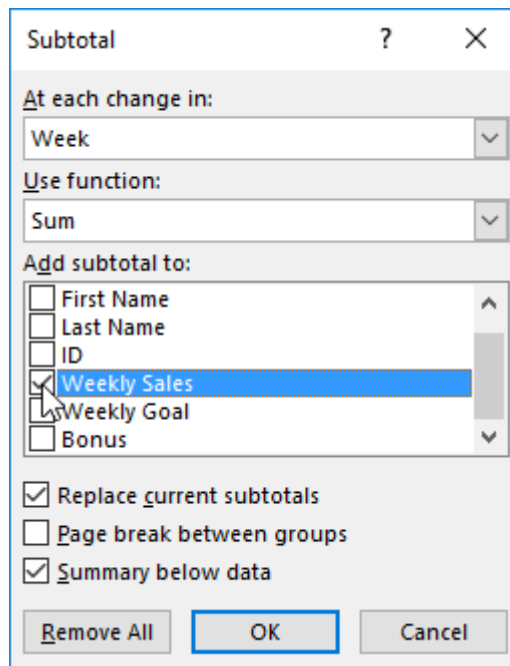 Subtotal ?
At each change in:
Week
Use function:
Sum
Add subtotal to:
First Name
Last Name
ID
Weekly Sales
Weekly Goal
Bonus
Replace current subtotals
Page break between groups
Summary below data
Remove All OK Cancel